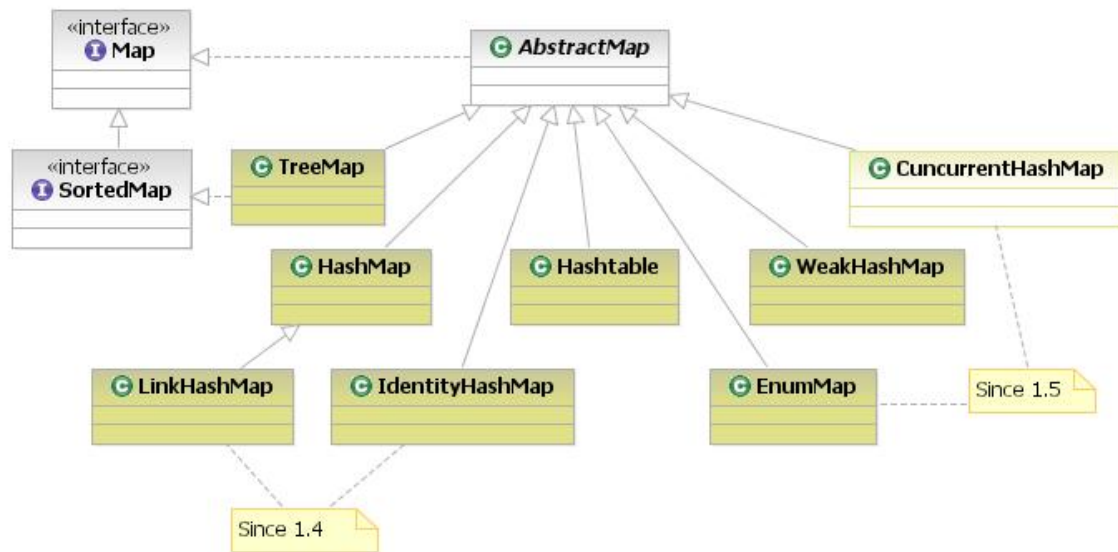 «interface»
Map
AbstractMap
«interface»
SortedMap
TreeMap
CuncurrentHashMap
HashMap
Hashtable
WeakHashMap
LinkHashMap
IdentityHashMap
EnumMap
Since 1.5
Since 1.4